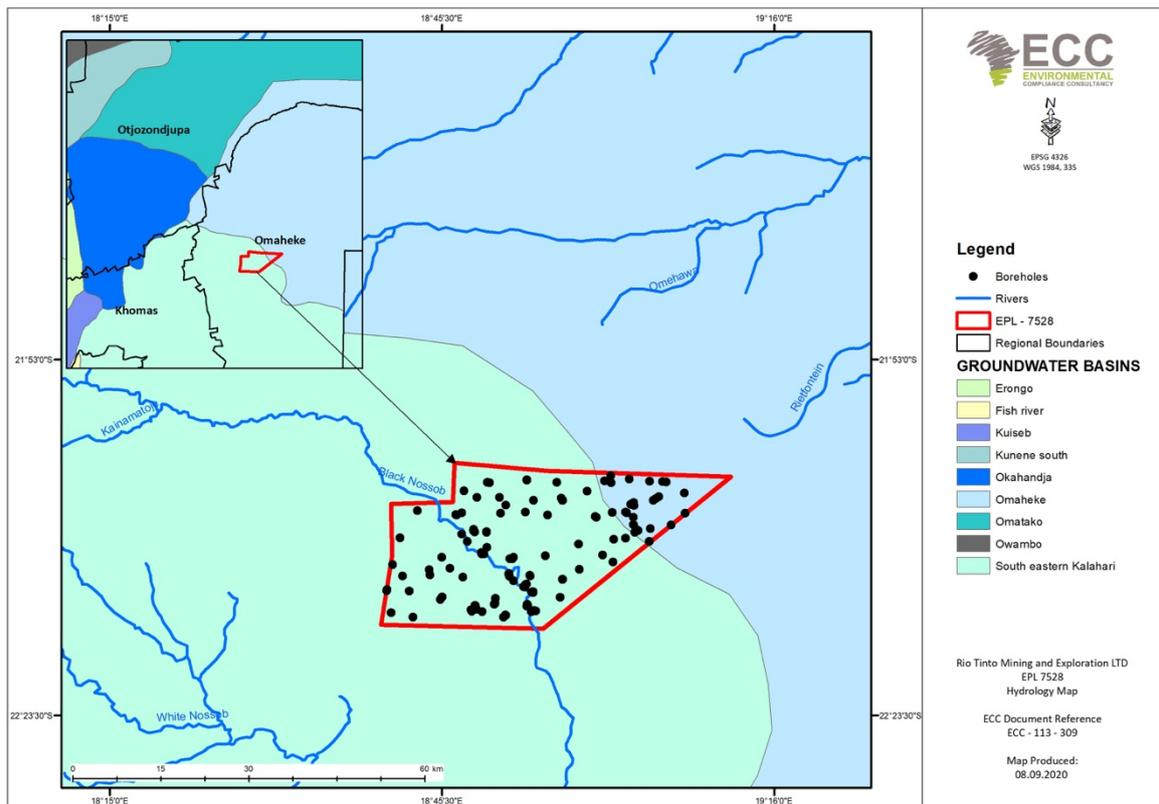 18°15'0"E
18°45'30"E
19°16'0"E
21°53'0"S
22°23'30"S
21°53'0"S
22°23'30"S
18°15'0"E
18°45'30"E
19°16'0"E
Otjozondjupa
Omaheke
Khomas
Omehawa
Rietfontein
Kainamatoji
Black Nossob
White Nossob
0 15 30 60 km
ECC
ENVIRONMENTAL
COMPLIANCE CONSULTANCY
N
EPSG 4326
WGS 1984, 33S
Legend
Boreholes
Rivers
EPL - 7528
Regional Boundaries
GROUNDWATER BASINS
Erongo
Fish river
Kuiseb
Kunene south
Okahandja
Omaheke
Omatako
Owambo
South eastern Kalahari
Rio Tinto Mining and Exploration LTD
EPL 7528
Hydrology Map
ECC Document Reference
ECC - 113 - 309
Map Produced:
08.09.2020